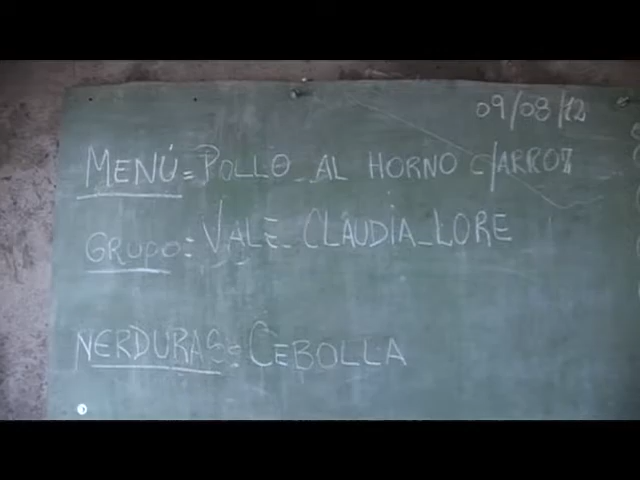 09/08/12
MENÚ = POLLO AL HORNO C/ARROZ
GRUPO: VALE_CLAUDIA_LORE
VERDURAS: CEBOLLA